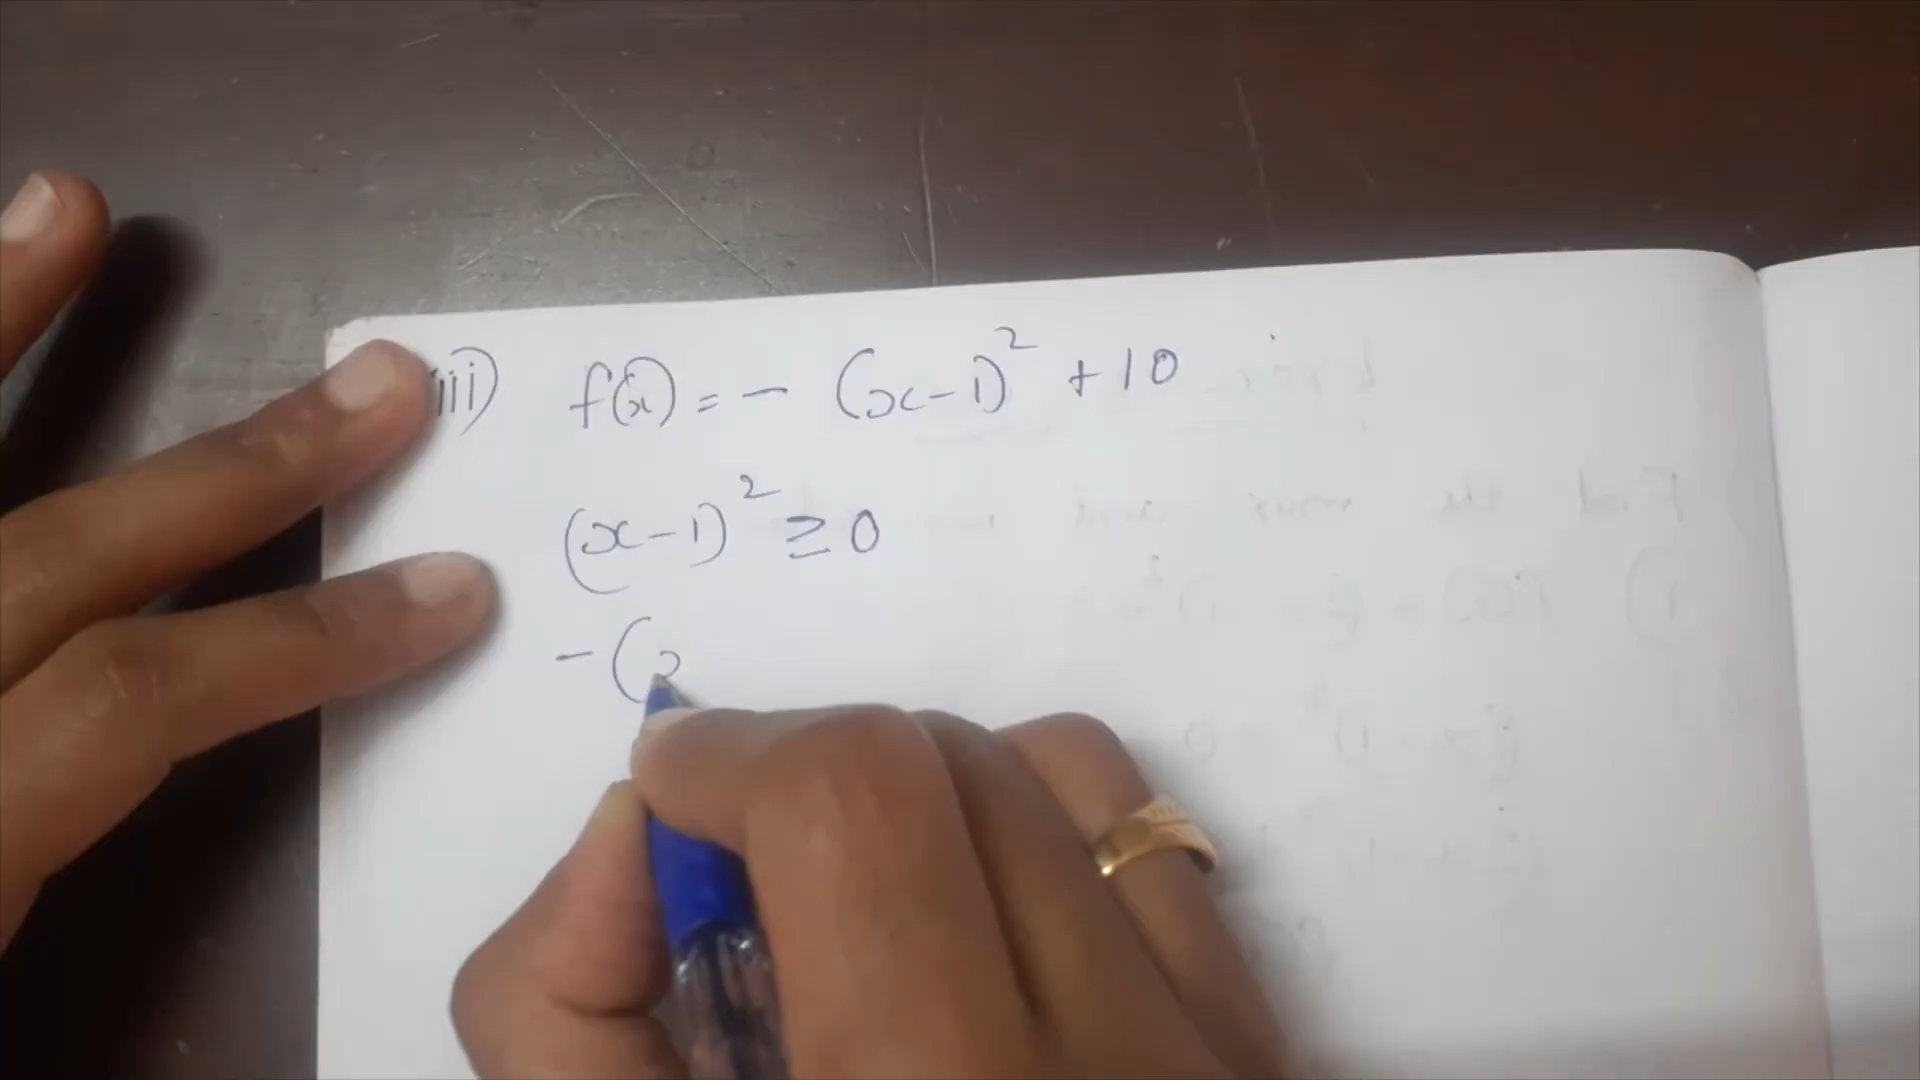 iii) f(x) = - (x-1)² + 10
(x-1)² ≥ 0
- (